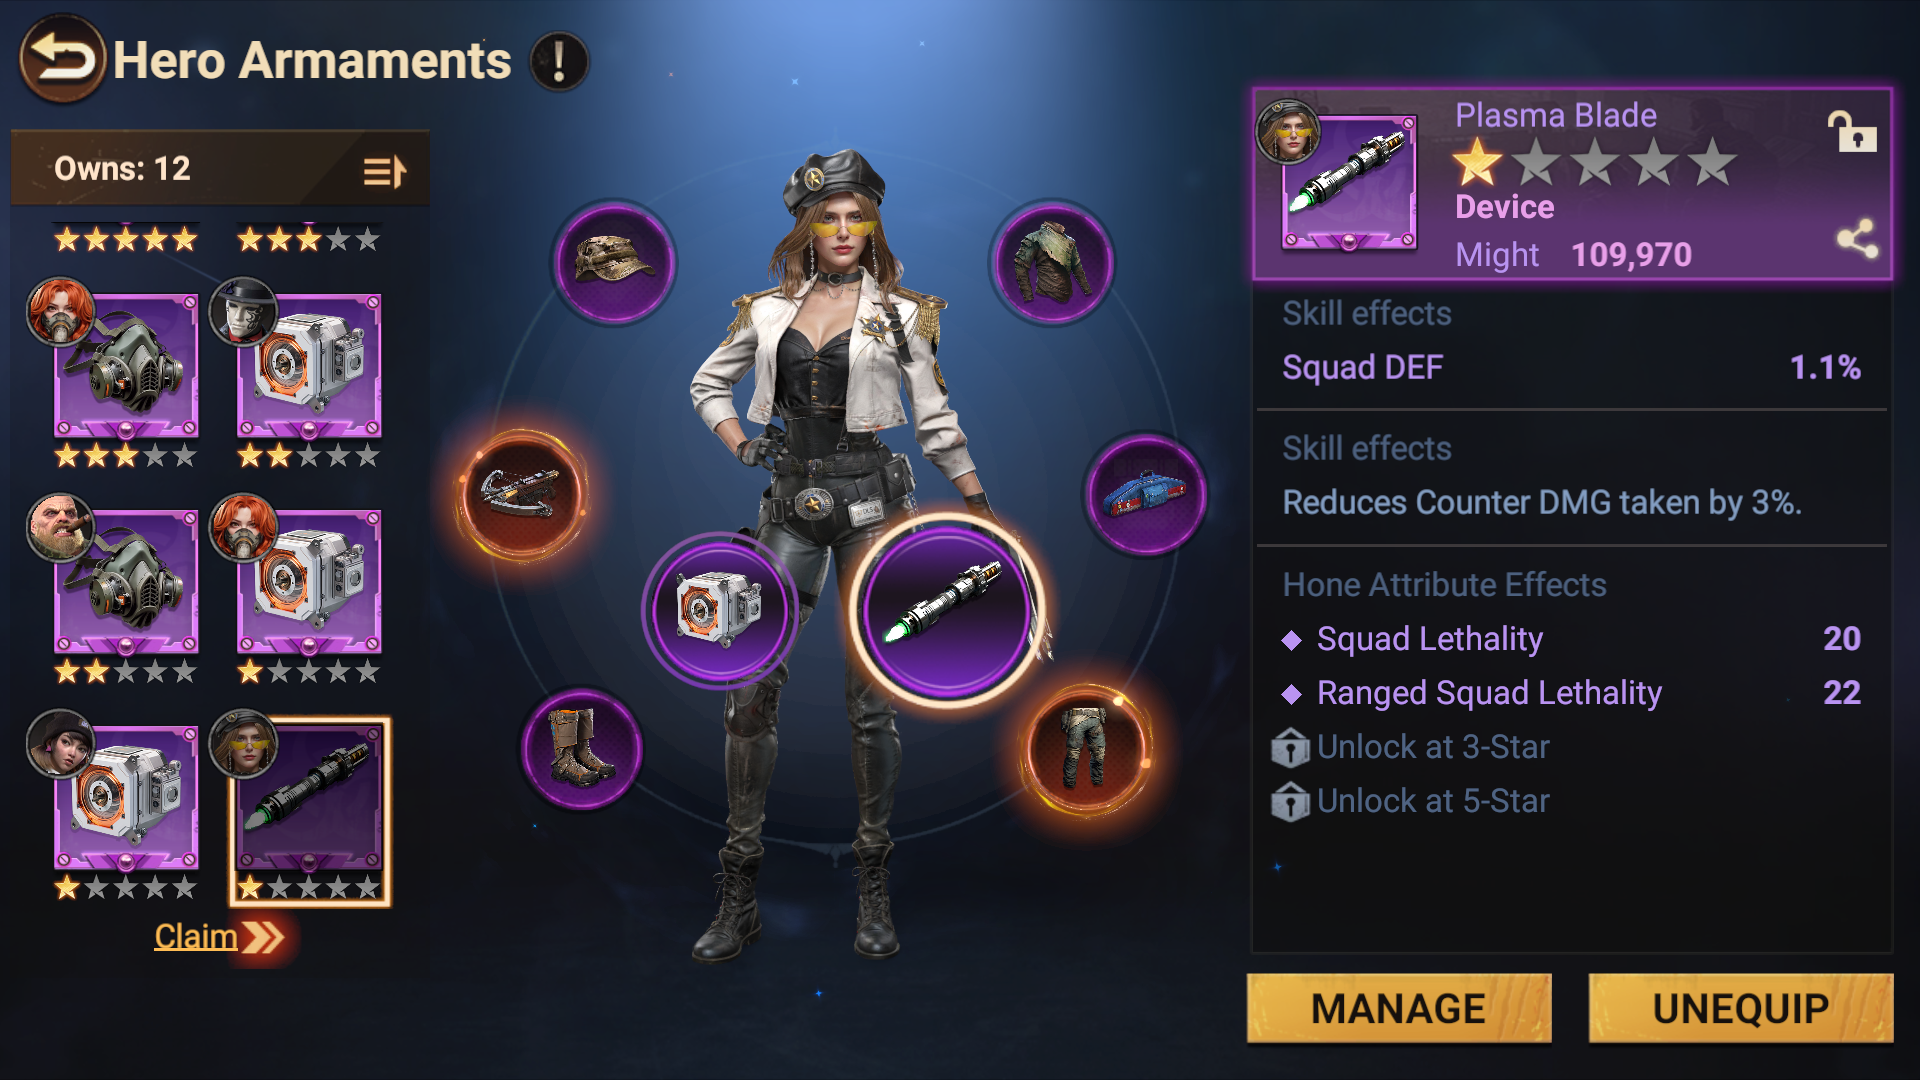 Hero Armaments
Owns: 12
Claim
Plasma Blade
Device
Might 109,970
Skill effects
Squad DEF 1.1%
Skill effects
Reduces Counter DMG taken by 3%.
Hone Attribute Effects
Squad Lethality 20
Ranged Squad Lethality 22
Unlock at 3-Star
Unlock at 5-Star
MANAGE
UNEQUIP